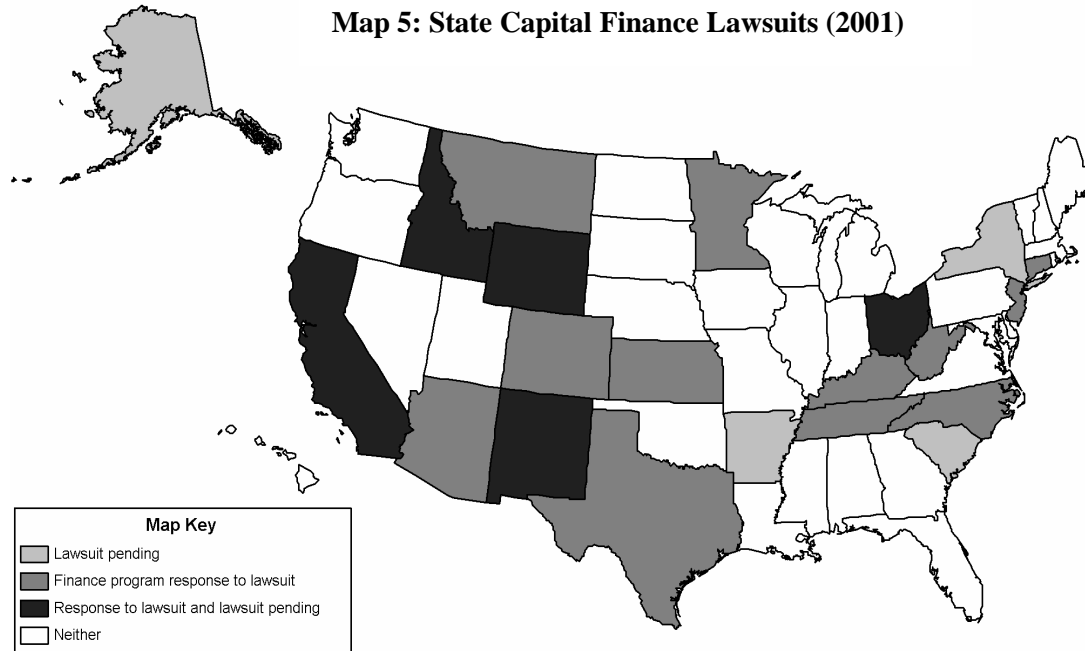 Map 5: State Capital Finance Lawsuits (2001)
Map Key
Lawsuit pending
Finance program response to lawsuit
Response to lawsuit and lawsuit pending
Neither